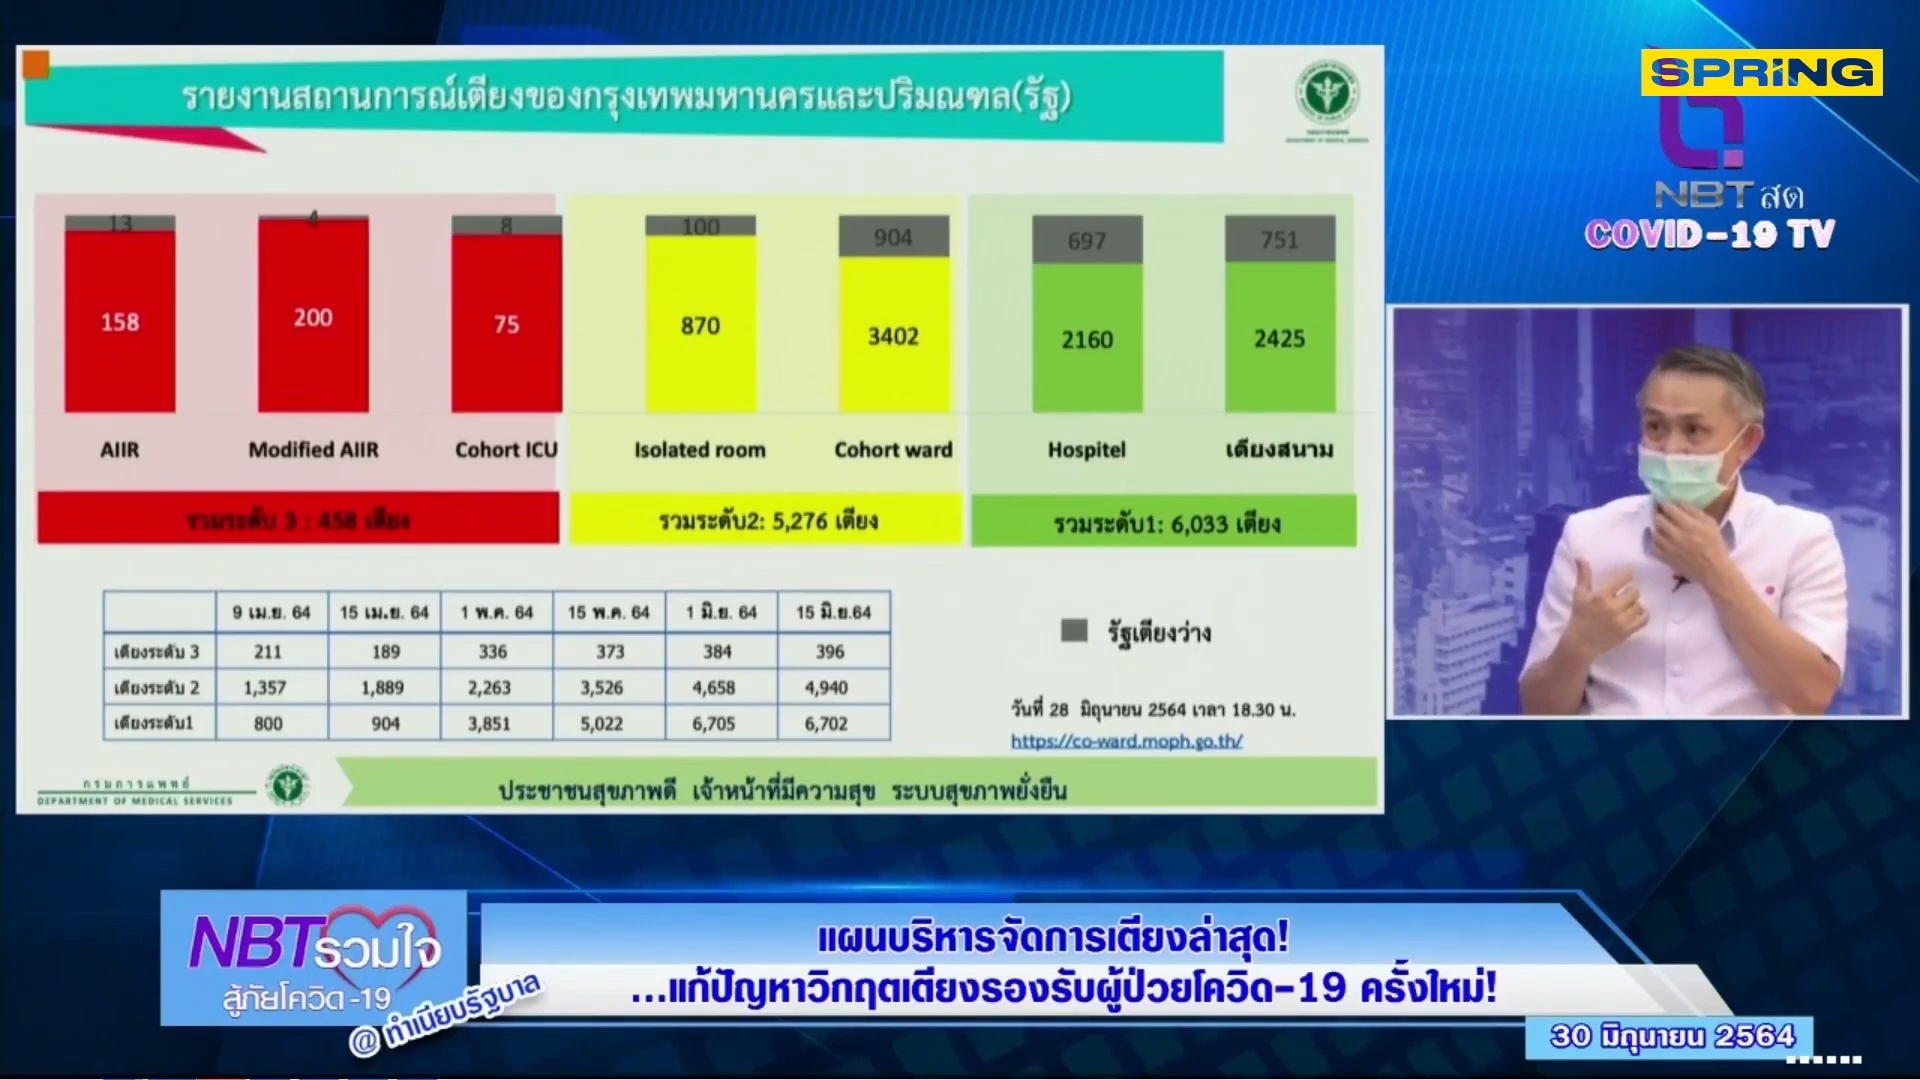 รายงานสถานการณ์เตียงของกรุงเทพมหานครและปริมณฑล(รัฐ)
SPRiNG
NBT สด
COVID-19 TV
13 4 8 100 904 697 751
158 200 75 870 3402 2160 2425
AIIR Modified AIIR Cohort ICU Isolated room Cohort ward Hospitel เตียงสนาม
รวมระดับ 3 : 458 เตียง รวมระดับ2: 5,276 เตียง รวมระดับ1: 6,033 เตียง
9 เม.ย. 64 15 เม.ย. 64 1 พ.ค. 64 15 พ.ค. 64 1 มิ.ย. 64 15 มิ.ย.64
เตียงระดับ 3 211 189 336 373 384 396
เตียงระดับ 2 1,357 1,889 2,263 3,526 4,658 4,940
เตียงระดับ1 800 904 3,851 5,022 6,705 6,702
รัฐเตียงว่าง
วันที่ 28 มิถุนายน 2564 เวลา 18.30 น.
https://co-ward.moph.go.th/
กรมการแพทย์
DEPARTMENT OF MEDICAL SERVICES
ประชาชนสุขภาพดี เจ้าหน้าที่มีความสุข ระบบสุขภาพยั่งยืน
NBTรวมใจ
สู้ภัยโควิด-19
@ ทำเนียบรัฐบาล
แผนบริหารจัดการเตียงล่าสุด!
...แก้ปัญหาวิกฤตเตียงรองรับผู้ป่วยโควิด-19 ครั้งใหม่!
30 มิถุนายน 2564